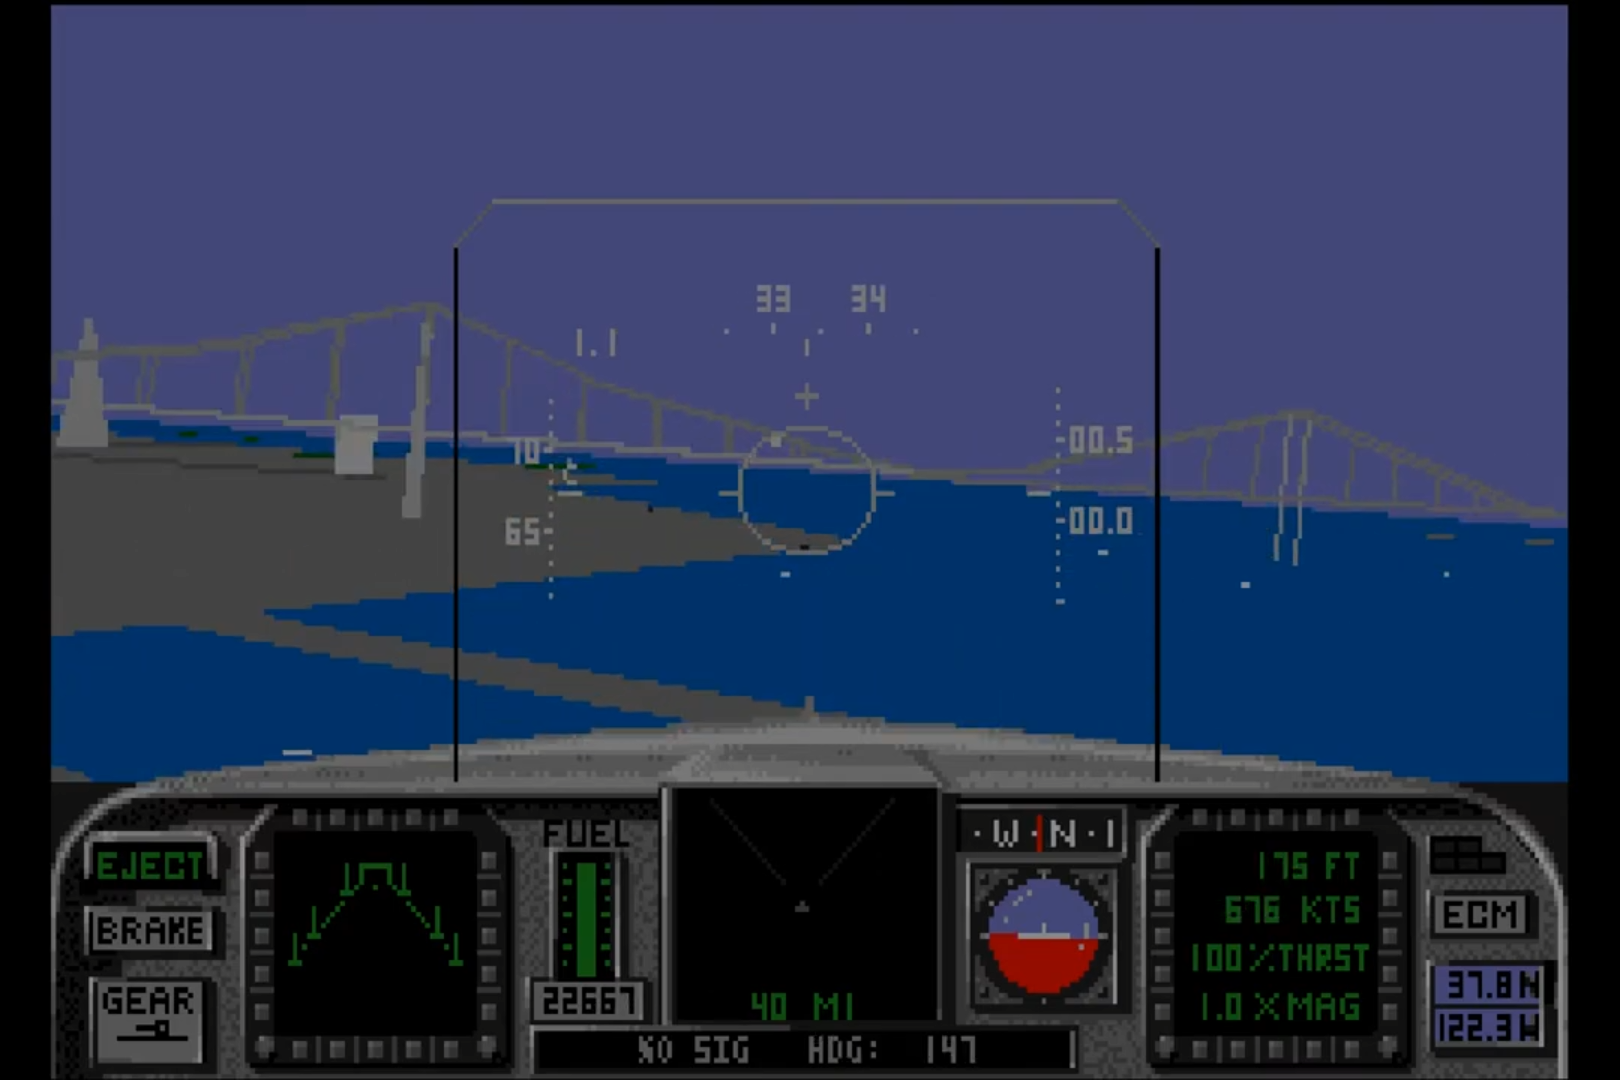 33 34
1.1
70 00.5
65 00.0
FUEL
· W · N · I
EJECT
175 FT
676 KTS
BRAKE
ECM
100 %THRST
37.8 N
GEAR
22667
40 MI
1.0 X MAG
122.3 W
NO SIG HDG: 147